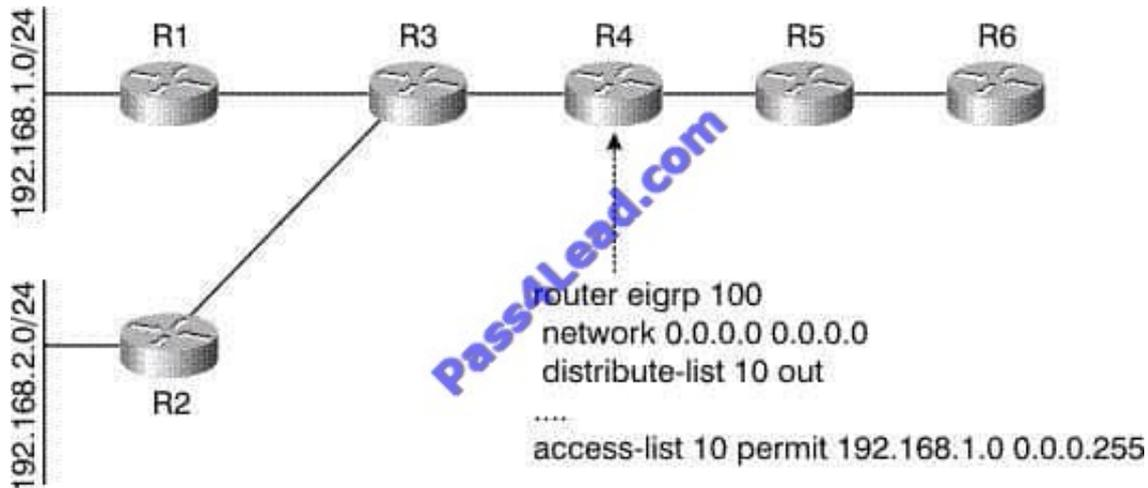 R1
R3
R4
R5
R6
192.168.1.0/24
192.168.2.0/24
R2
Pass4Lead.com
router eigrp 100
network 0.0.0.0 0.0.0.0
distribute-list 10 out
....
access-list 10 permit 192.168.1.0 0.0.0.255